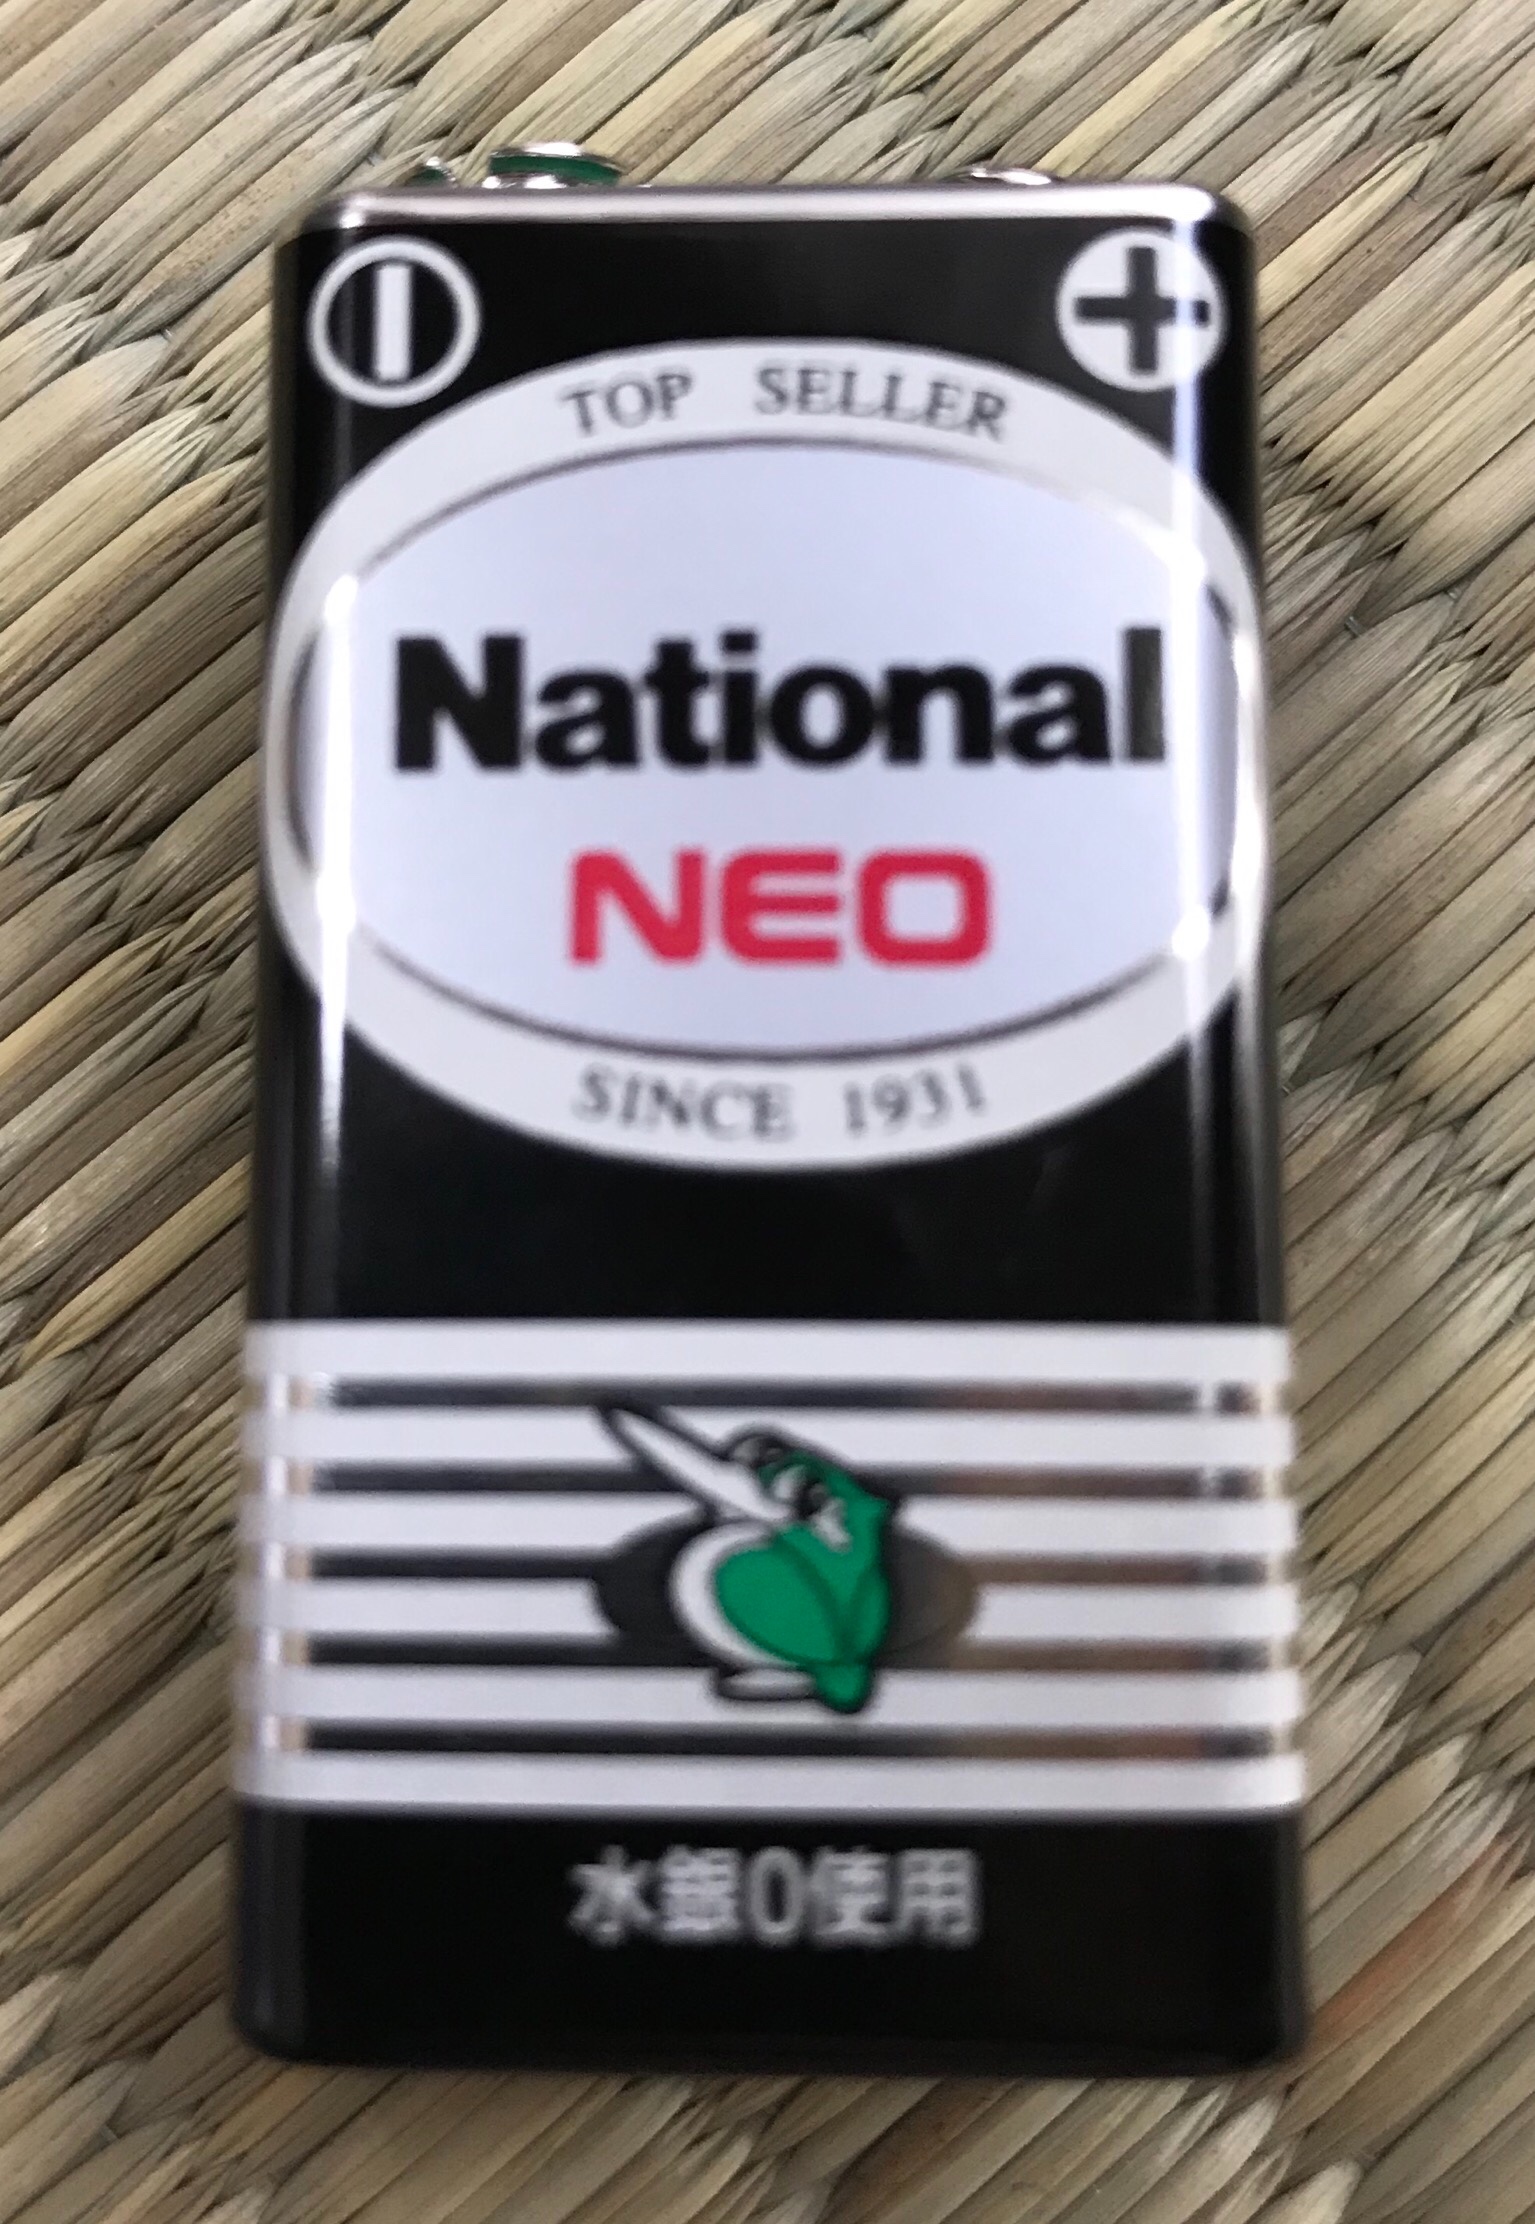 TOP SELLER
National
NEO
SINCE 1931
水銀0使用